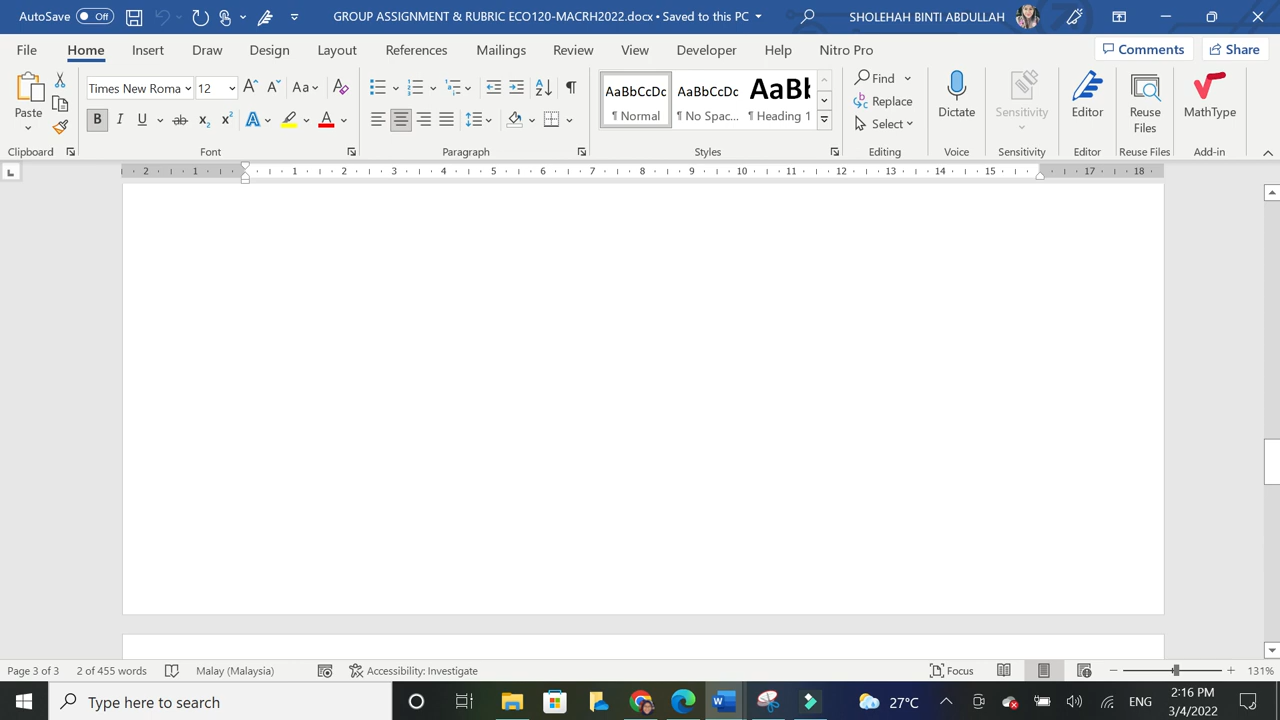 AutoSave Off GROUP ASSIGNMENT & RUBRIC ECO120-MACRH2022.docx • Saved to this PC SHOLEHAH BINTI ABDULLAH
File Home Insert Draw Design Layout References Mailings Review View Developer Help Nitro Pro Comments Share
Paste
Times New Roma 12 Aa
B I U ab x₂ x² A A
AaBbCcDc AaBbCcDc AaBb
¶ Normal ¶ No Spac... ¶ Heading 1
Find
Replace
Select
Dictate
Sensitivity
Editor
Reuse
Files
MathType
Clipboard Font Paragraph Styles Editing Voice Sensitivity Editor Reuse Files Add-in
2 1 1 2 3 4 5 6 7 8 9 10 11 12 13 14 15 17 18
Page 3 of 3 2 of 455 words Malay (Malaysia) Accessibility: Investigate Focus 131%
Type here to search 27°C ENG 2:16 PM
3/4/2022